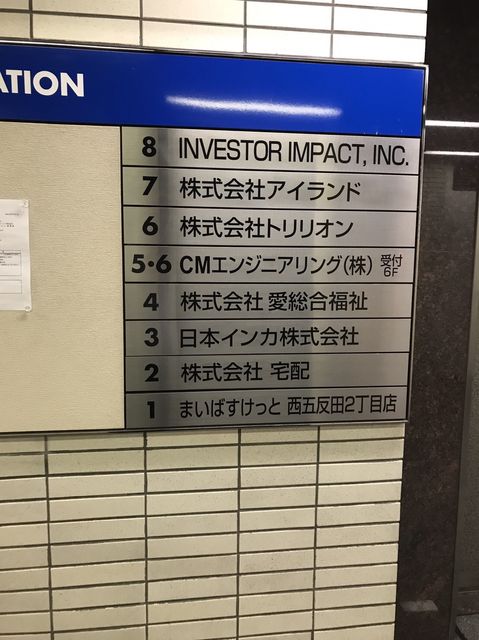 ATION
8 INVESTOR IMPACT, INC.
7 株式会社アイランド
6 株式会社トリリオン
5・6 CMエンジニアリング(株) 受付6F
4 株式会社 愛総合福祉
3 日本インカ株式会社
2 株式会社 宅配
1 まいばすけっと 西五反田2丁目店